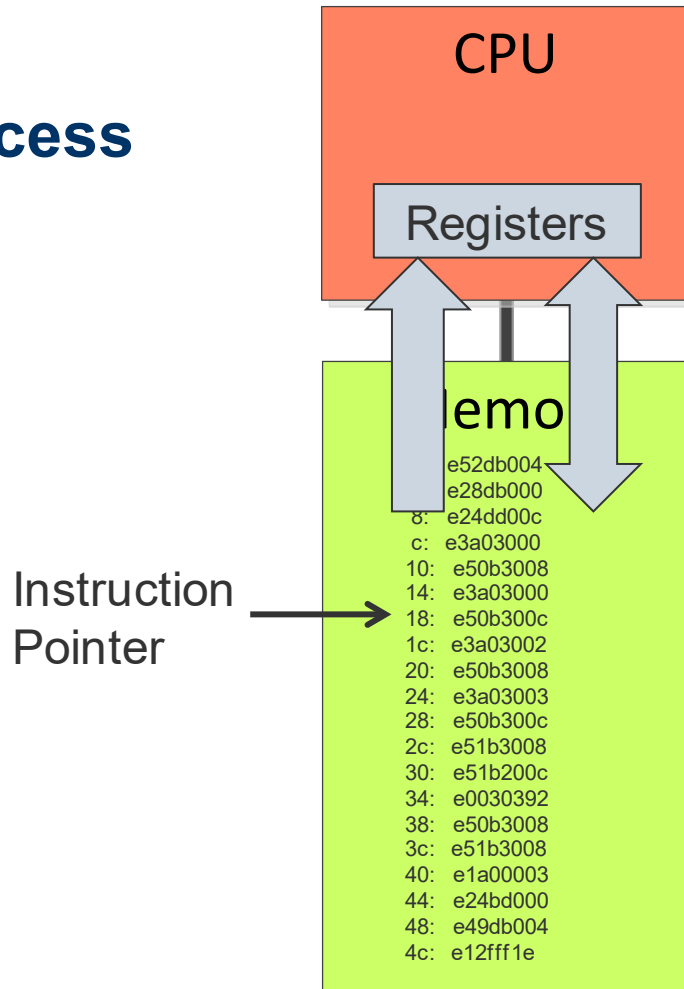 CPU
cess
Registers
lemo
e52db004
e28db000
8: e24dd00c
c: e3a03000
10: e50b3008
14: e3a03000
18: e50b300c
1c: e3a03002
20: e50b3008
24: e3a03003
28: e50b300c
2c: e51b3008
30: e51b200c
34: e0030392
38: e50b3008
3c: e51b3008
40: e1a00003
44: e24bd000
48: e49db004
4c: e12fff1e
Instruction
Pointer